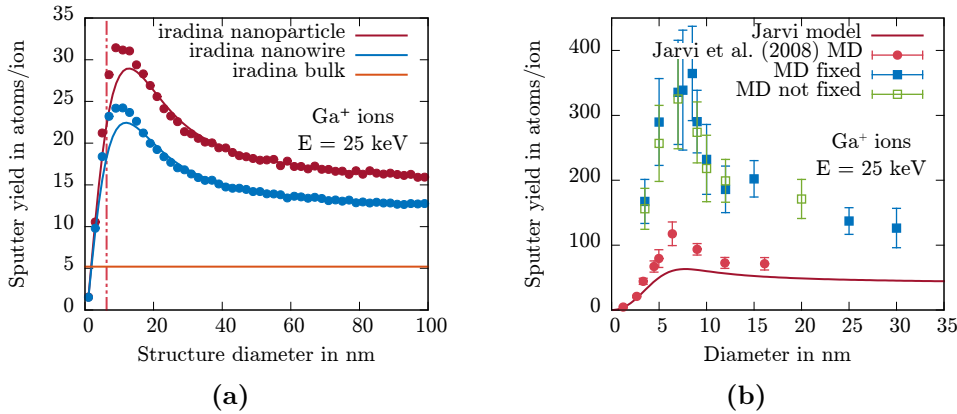 Sputter yield in atoms/ion
35
30
25
20
15
10
5
0
iradina nanoparticle
iradina nanowire
iradina bulk
Ga⁺ ions
E = 25 keV
0 20 40 60 80 100
Structure diameter in nm
(a)
Sputter yield in atoms/ion
400
300
200
100
0
Jarvi model
Jarvi et al. (2008) MD
MD fixed
MD not fixed
Ga⁺ ions
E = 25 keV
0 5 10 15 20 25 30 35
Diameter in nm
(b)